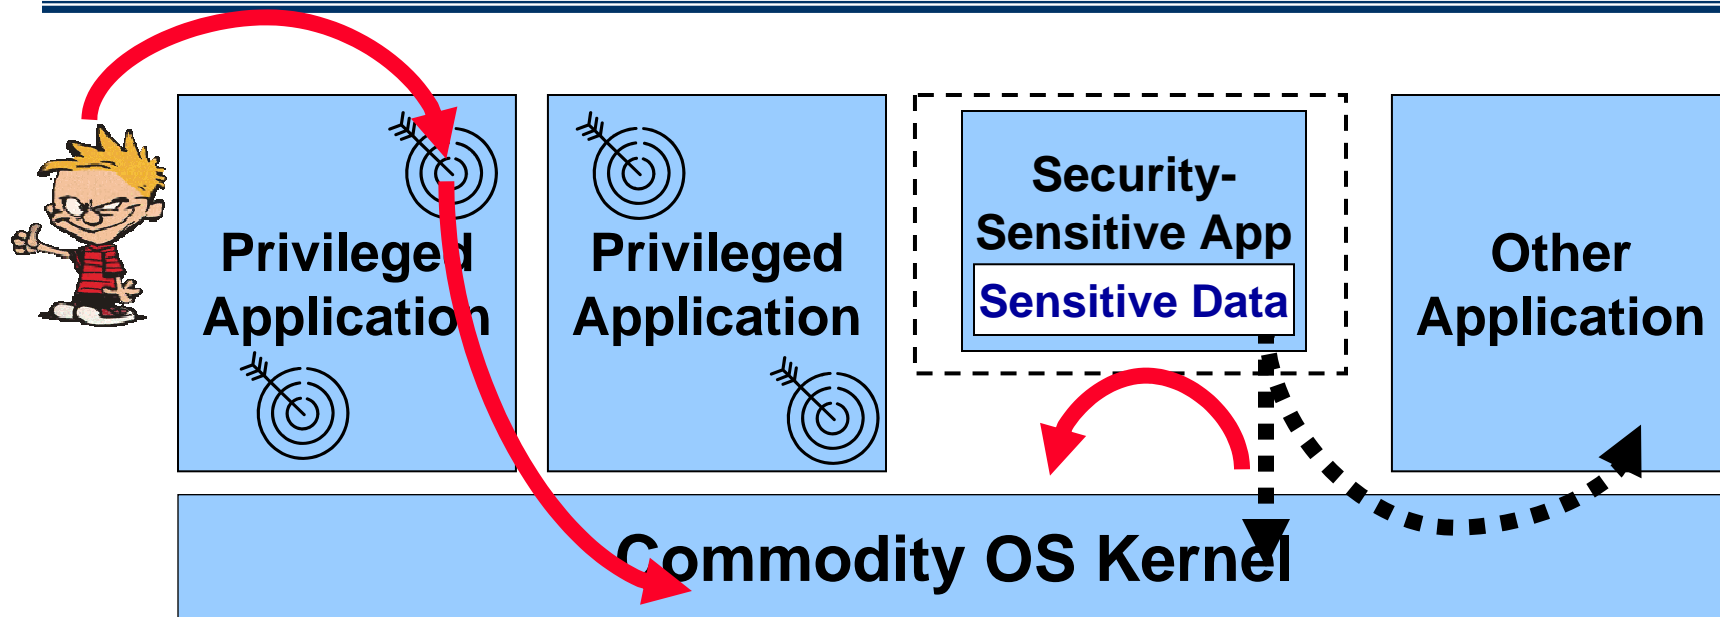 Privileged
Application
Privileged
Application
Security-
Sensitive App
Sensitive Data
Other
Application
Commodity OS Kernel